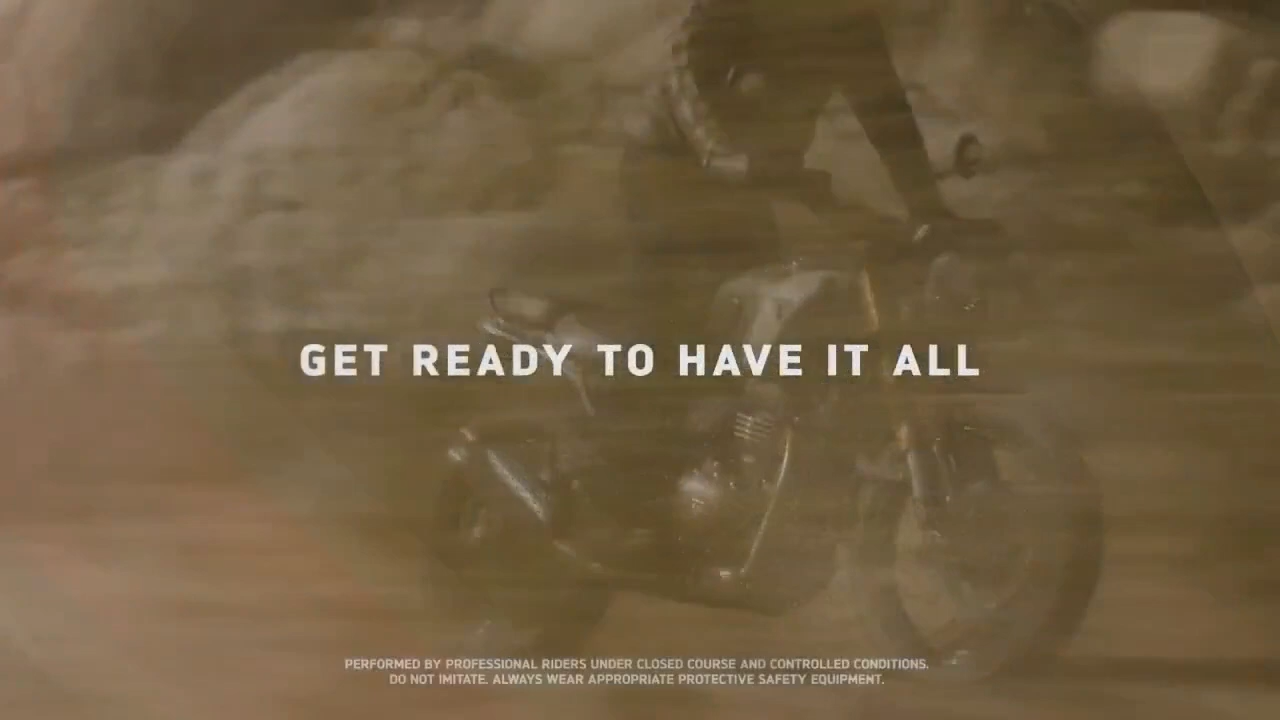 GET READY TO HAVE IT ALL
PERFORMED BY PROFESSIONAL RIDERS UNDER CLOSED COURSE AND CONTROLLED CONDITIONS.
DO NOT IMITATE. ALWAYS WEAR APPROPRIATE PROTECTIVE SAFETY EQUIPMENT.